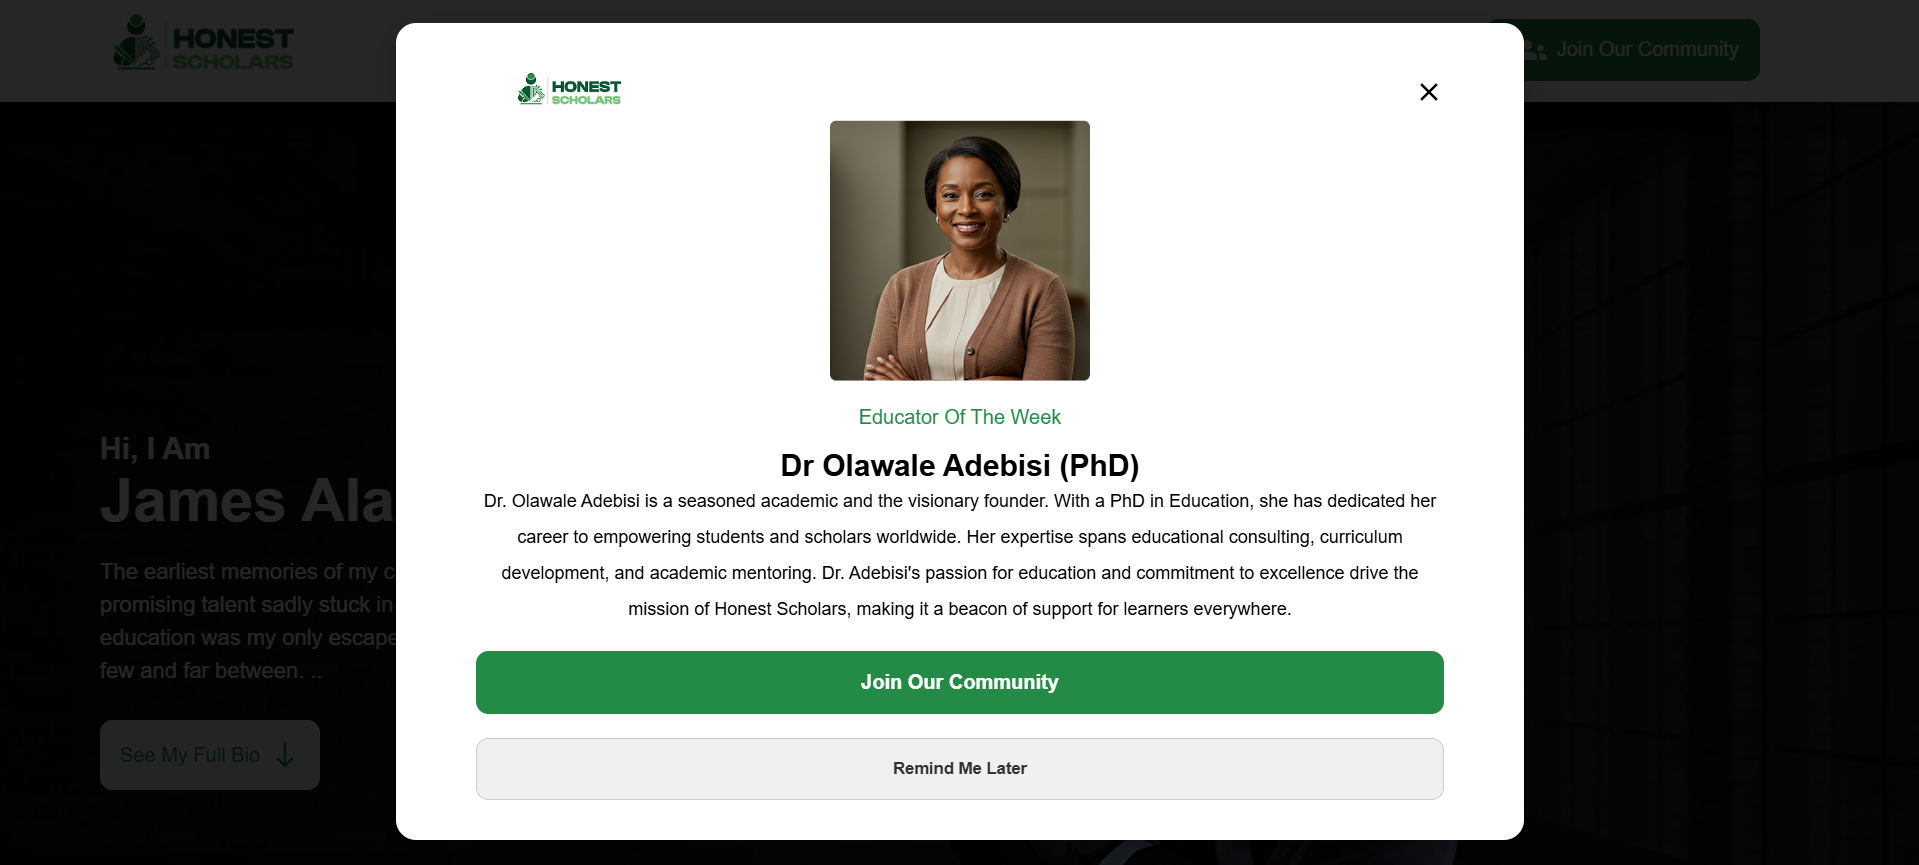 HONEST
SCHOLARS
Join Our Community
HONEST
SCHOLARS
Educator Of The Week
Dr Olawale Adebisi (PhD)
Dr. Olawale Adebisi is a seasoned academic and the visionary founder. With a PhD in Education, she has dedicated her
career to empowering students and scholars worldwide. Her expertise spans educational consulting, curriculum
development, and academic mentoring. Dr. Adebisi's passion for education and commitment to excellence drive the
mission of Honest Scholars, making it a beacon of support for learners everywhere.
Join Our Community
Remind Me Later
Hi, I Am
James Ala
The earliest memories of my c
promising talent sadly stuck in
education was my only escape
few and far between. ..
See My Full Bio